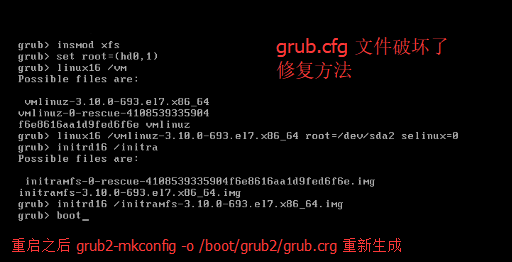 grub> insmod xfs
grub> set root=(hd0,1)
grub> linux16 /vm
Possible files are:
vmlinuz-3.10.0-693.el7.x86_64
vmlinuz-0-rescue-4108539335904
f6e8616aa1d9fed6f6e vmlinuz
grub> linux16 /vmlinuz-3.10.0-693.el7.x86_64 root=/dev/sda2 selinux=0
grub> initrd16 /initra
Possible files are:
initramfs-0-rescue-4108539335904f6e8616aa1d9fed6f6e.img
initramfs-3.10.0-693.el7.x86_64.img
grub> initrd16 /initramfs-3.10.0-693.el7.x86_64.img
grub> boot_
grub.cfg 文件破坏了
修复方法
重启之后 grub2-mkconfig -o /boot/grub2/grub.crg 重新生成